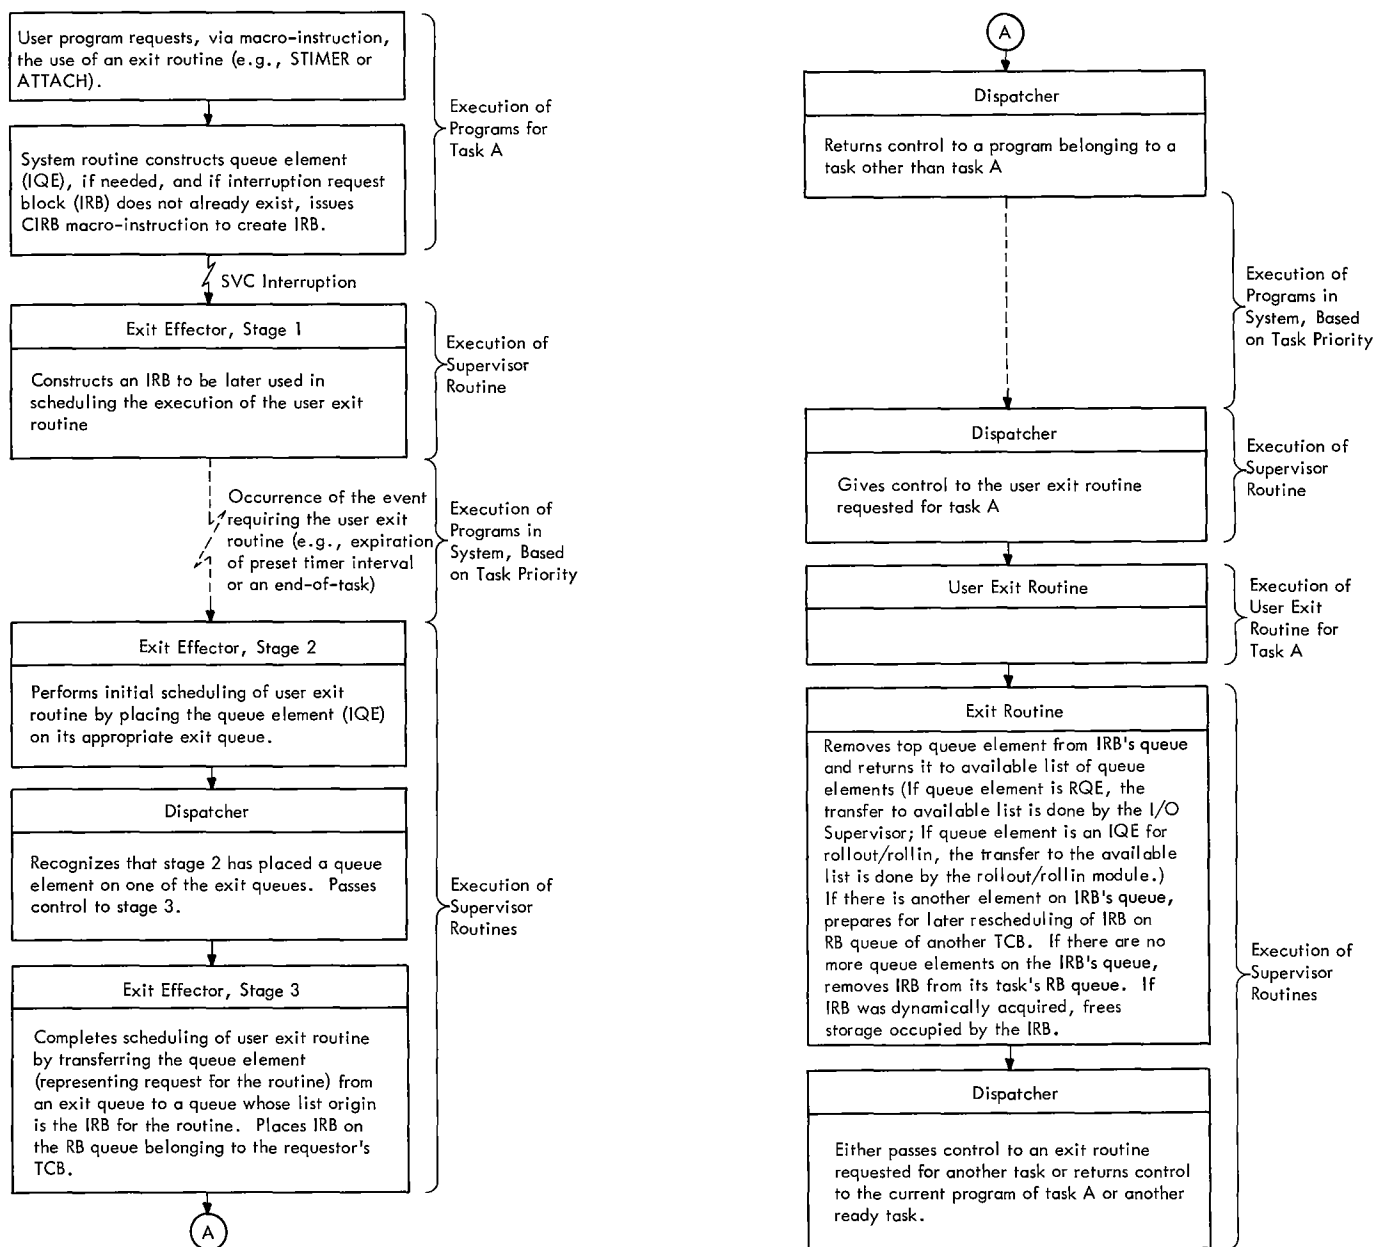 User program requests, via macro-instruction,
the use of an exit routine (e.g., STIMER or
ATTACH).
Execution of
Programs for
Task A
System routine constructs queue element
(IQE), if needed, and if interruption request
block (IRB) does not already exist, issues
CIRB macro-instruction to create IRB.
SVC Interruption
Exit Effector, Stage 1
Constructs an IRB to be later used in
scheduling the execution of the user exit
routine
Execution of
Supervisor
Routine
Occurrence of the event
requiring the user exit
routine (e.g., expiration
of preset timer interval
or an end-of-task)
Execution of
Programs in
System, Based
on Task Priority
Exit Effector, Stage 2
Performs initial scheduling of user exit
routine by placing the queue element (IQE)
on its appropriate exit queue.
Dispatcher
Recognizes that stage 2 has placed a queue
element on one of the exit queues. Passes
control to stage 3.
Execution of
Supervisor
Routines
Exit Effector, Stage 3
Completes scheduling of user exit routine
by transferring the queue element
(representing request for the routine) from
an exit queue to a queue whose list origin
is the IRB for the routine. Places IRB on
the RB queue belonging to the requestor's
TCB.
A
A
Dispatcher
Returns control to a program belonging to a
task other than task A
Execution of
Programs in
System, Based
on Task Priority
Dispatcher
Gives control to the user exit routine
requested for task A
Execution of
Supervisor
Routine
User Exit Routine
Execution of
User Exit
Routine for
Task A
Exit Routine
Removes top queue element from IRB's queue
and returns it to available list of queue
elements (If queue element is RQE, the
transfer to available list is done by the I/O
Supervisor; If queue element is an IQE for
rollout/rollin, the transfer to the available
list is done by the rollout/rollin module.)
If there is another element on IRB's queue,
prepares for later rescheduling of IRB on
RB queue of another TCB. If there are no
more queue elements on the IRB's queue,
removes IRB from its task's RB queue. If
IRB was dynamically acquired, frees
storage occupied by the IRB.
Execution of
Supervisor
Routines
Dispatcher
Either passes control to an exit routine
requested for another task or returns control
to the current program of task A or another
ready task.